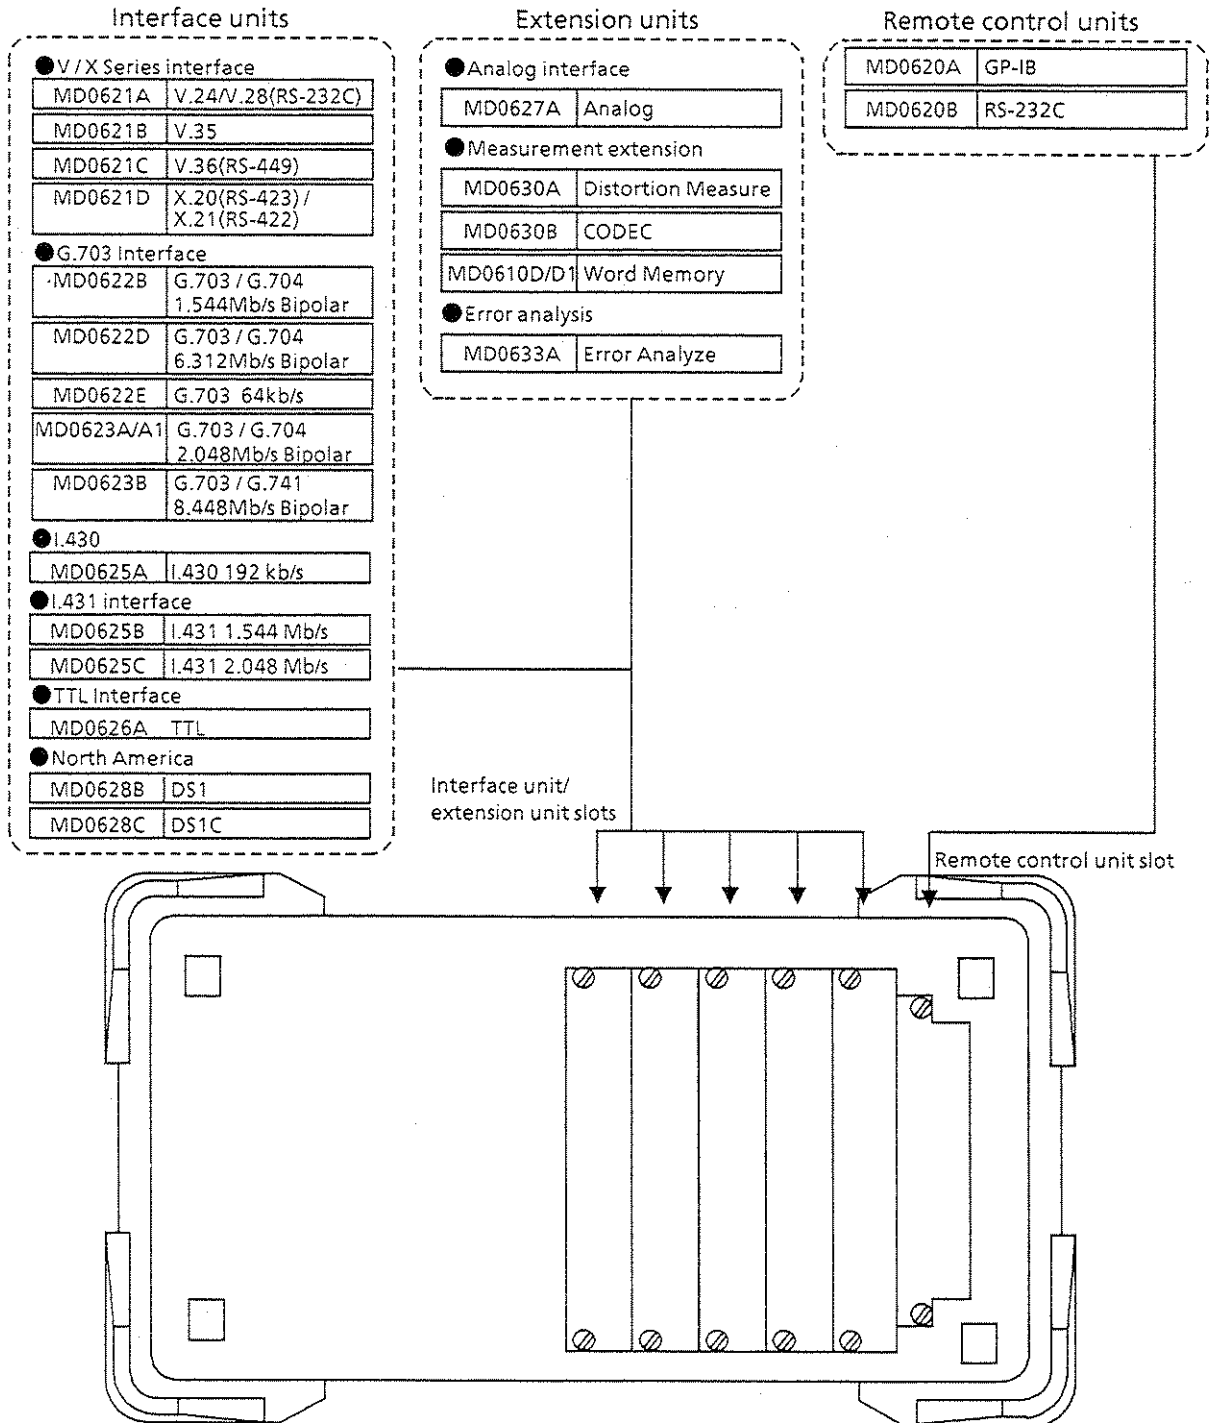 Interface units
V / X Series interface
MD0621A V.24/V.28(RS-232C)
MD0621B V.35
MD0621C V.36(RS-449)
MD0621D X.20(RS-423) /
X.21(RS-422)
G.703 Interface
MD0622B G.703 / G.704
1.544Mb/s Bipolar
MD0622D G.703 / G.704
6.312Mb/s Bipolar
MD0622E G.703 64kb/s
MD0623A/A1 G.703 / G.704
2.048Mb/s Bipolar
MD0623B G.703 / G.741
8.448Mb/s Bipolar
I.430
MD0625A I.430 192 kb/s
I.431 interface
MD0625B I.431 1.544 Mb/s
MD0625C I.431 2.048 Mb/s
TTL Interface
MD0626A TTL
North America
MD0628B DS1
MD0628C DS1C
Extension units
Analog interface
MD0627A Analog
Measurement extension
MD0630A Distortion Measure
MD0630B CODEC
MD0610D/D1 Word Memory
Error analysis
MD0633A Error Analyze
Remote control units
MD0620A GP-IB
MD0620B RS-232C
Interface unit/
extension unit slots
Remote control unit slot